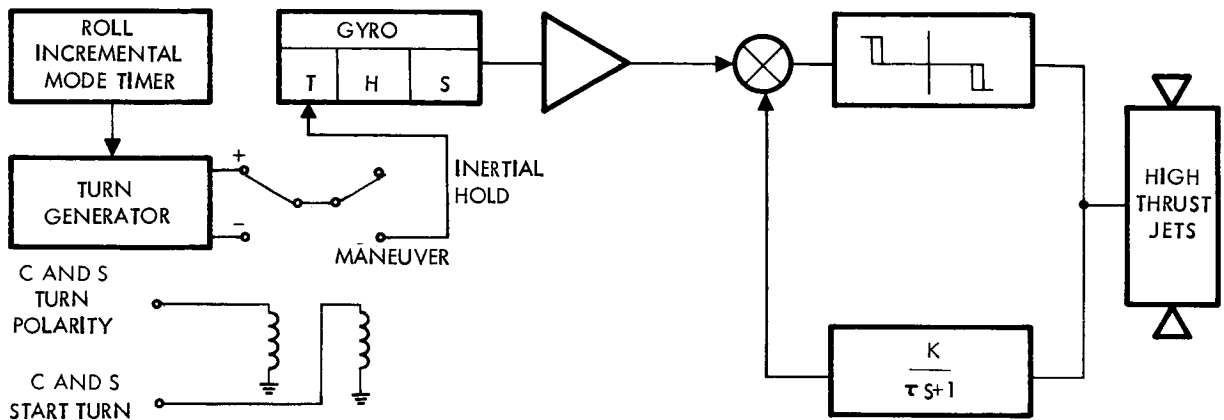 ROLL
INCREMENTAL
MODE TIMER
GYRO
T H S
TURN
GENERATOR
+
−
INERTIAL
HOLD
MANEUVER
C AND S
TURN
POLARITY
C AND S
START TURN
HIGH
THRUST
JETS
K
τ S+1